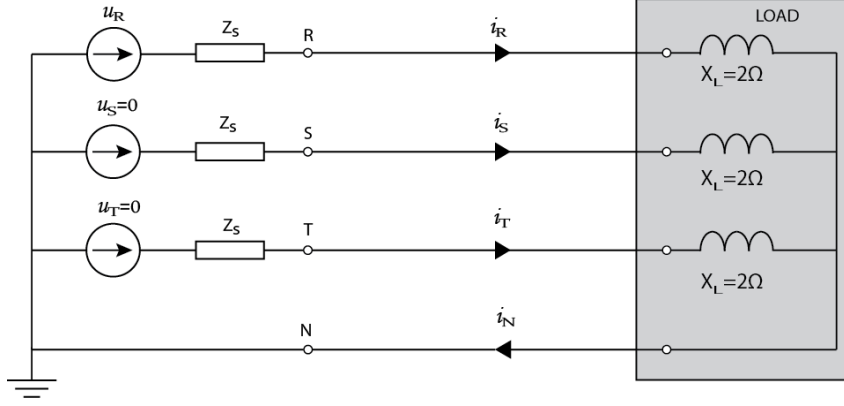 u_R
Z_s
R
i_R
LOAD
X_L=2Ω
u_S=0
Z_s
S
i_S
X_L=2Ω
u_T=0
Z_s
T
i_T
X_L=2Ω
N
i_N